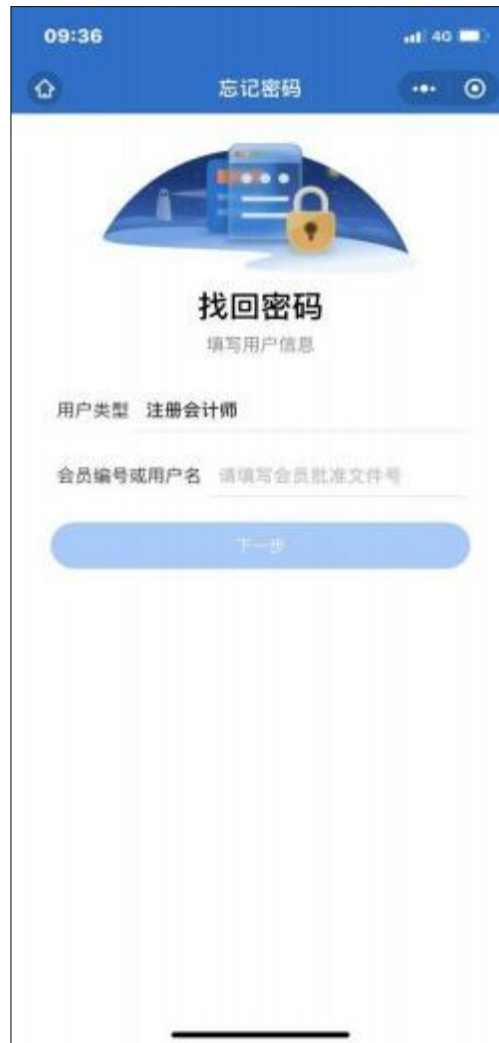 09:36
4G
忘记密码
找回密码
填写用户信息
用户类型 注册会计师
会员编号或用户名 请填写会员批准文件号
下一步